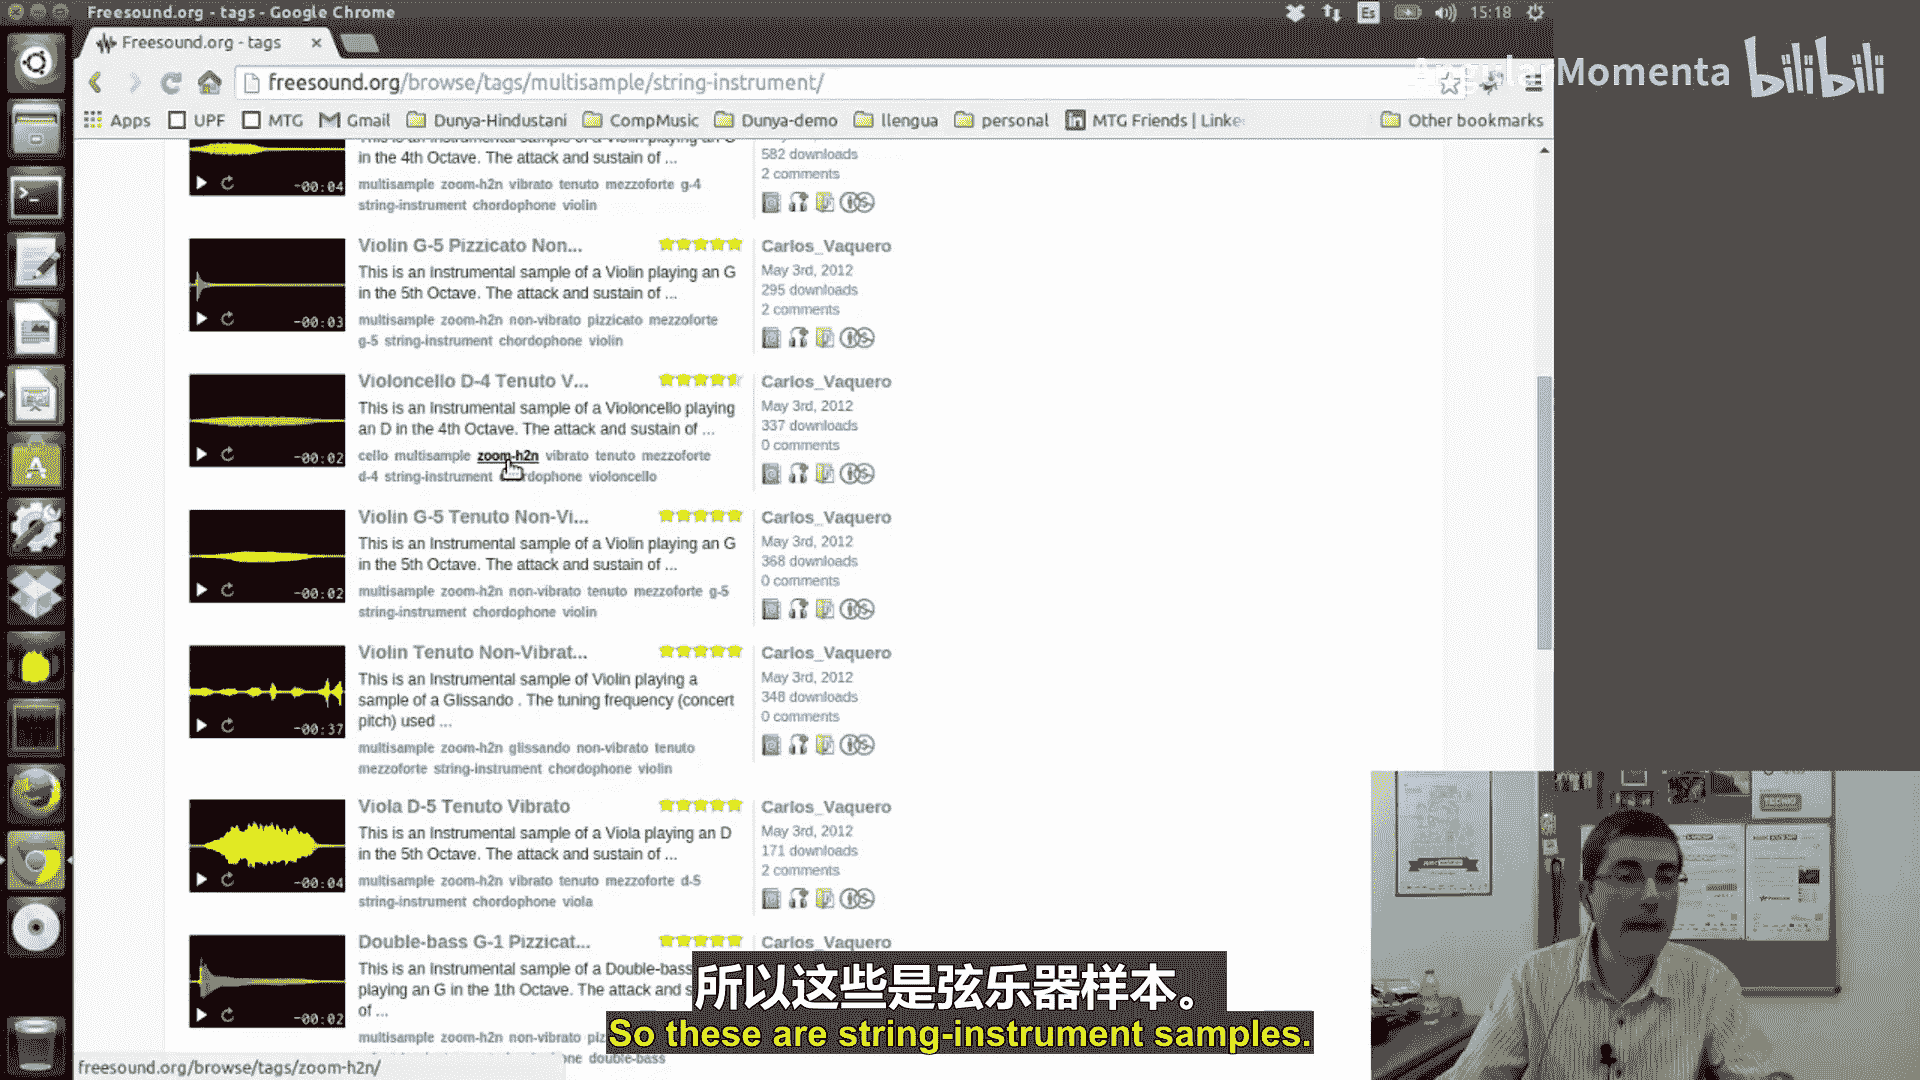 Freesound.org - tags - Google Chrome
Es
15:18
Freesound.org - tags
freesound.org/browse/tags/multisample/string-instrument/
AngularMomenta bilibili
Apps UPF MTG Gmail Dunya-Hindustani CompMusic Dunya-demo llengua personal MTG Friends | Linke Other bookmarks
in the 4th Octave. The attack and sustain of ...
multisample zoom-h2n vibrato tenuto mezzoforte g-4
string-instrument chordophone violin
-00:04
582 downloads
2 comments
Violin G-5 Pizzicato Non...
This is an Instrumental sample of a Violin playing an G
in the 5th Octave. The attack and sustain of ...
multisample zoom-h2n non-vibrato pizzicato mezzoforte
g-5 string-instrument chordophone violin
-00:03
Carlos_Vaquero
May 3rd, 2012
295 downloads
2 comments
Violoncello D-4 Tenuto V...
This is an Instrumental sample of a Violoncello playing
an D in the 4th Octave. The attack and sustain of ...
cello multisample zoom-h2n vibrato tenuto mezzoforte
d-4 string-instrument chordophone violoncello
-00:02
Carlos_Vaquero
May 3rd, 2012
337 downloads
0 comments
Violin G-5 Tenuto Non-Vi...
This is an Instrumental sample of a Violin playing an G
in the 5th Octave. The attack and sustain of ...
multisample zoom-h2n non-vibrato tenuto mezzoforte g-5
string-instrument chordophone violin
-00:02
Carlos_Vaquero
May 3rd, 2012
368 downloads
0 comments
Violin Tenuto Non-Vibrat...
This is an Instrumental sample of Violin playing a
sample of a Glissando . The tuning frequency (concert
pitch) used ...
multisample zoom-h2n glissando non-vibrato tenuto
mezzoforte string-instrument chordophone violin
-00:37
Carlos_Vaquero
May 3rd, 2012
348 downloads
0 comments
Viola D-5 Tenuto Vibrato
This is an Instrumental sample of a Viola playing an D
in the 5th Octave. The attack and sustain of ...
multisample zoom-h2n vibrato tenuto mezzoforte d-5
string-instrument chordophone viola
-00:04
Carlos_Vaquero
May 3rd, 2012
171 downloads
2 comments
Double-bass G-1 Pizzicat...
This is an Instrumental sample of a Double-bass
playing an G in the 1th Octave. The attack and s
of ...
multisample zoom-h2n non-vibrato piz
double-bass
-00:02
Carlos_Vaquero
所以这些是弦乐器样本。
So these are string-instrument samples.
freesound.org/browse/tags/zoom-h2n/